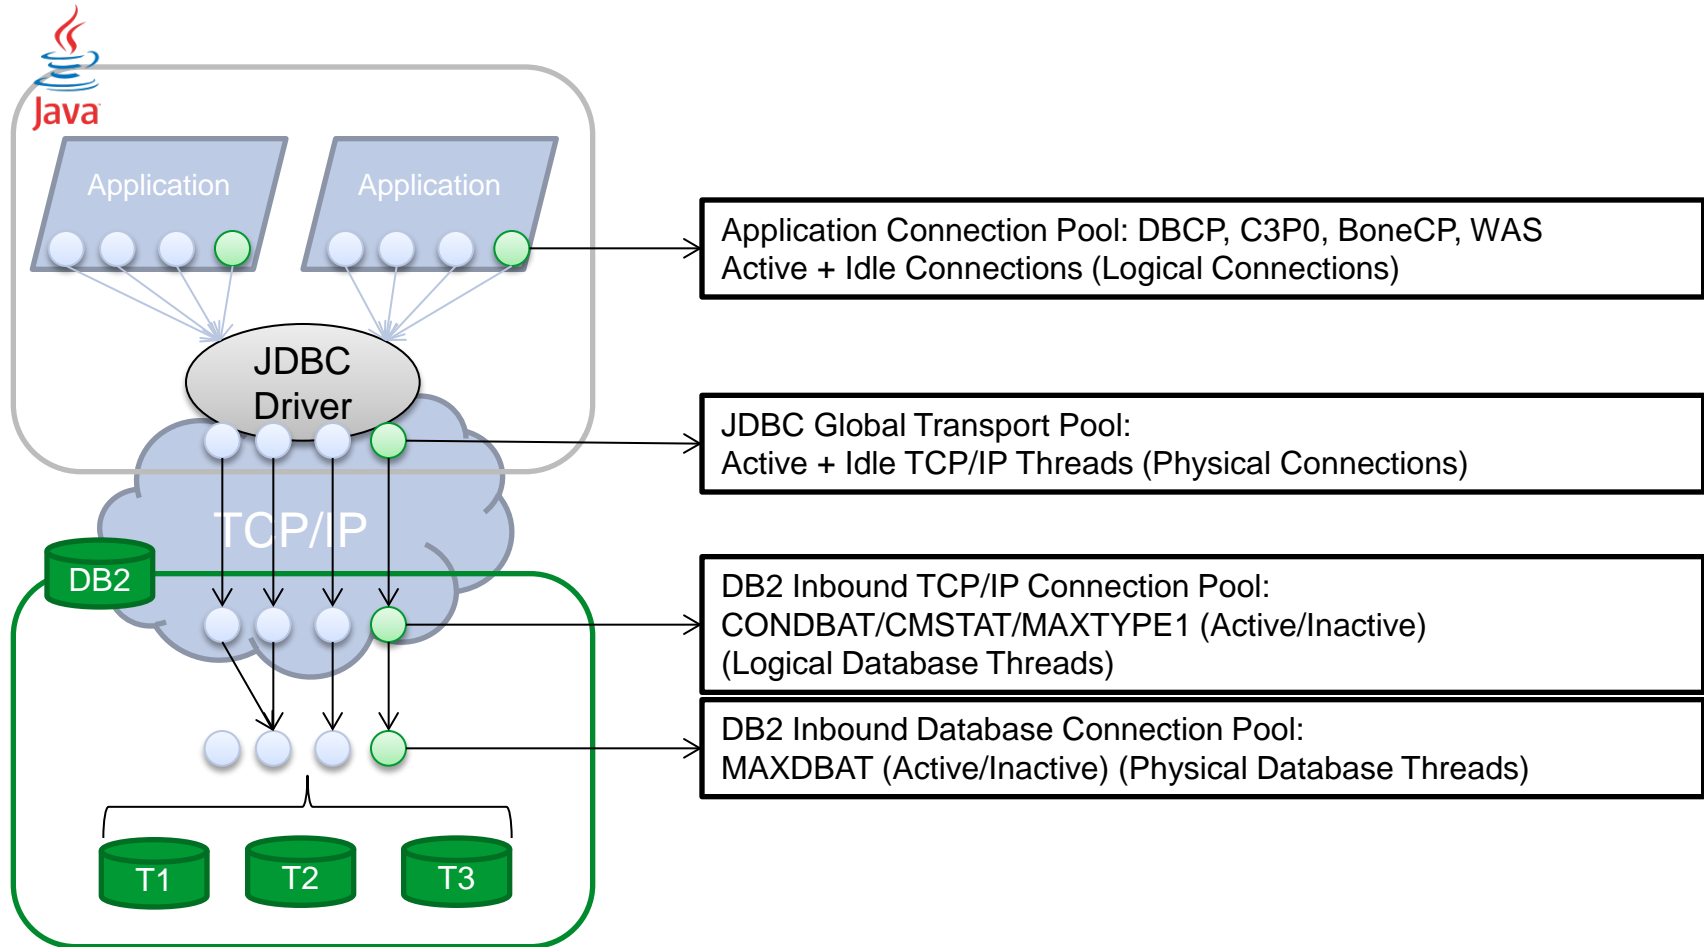 Java
Application
Application
Application Connection Pool: DBCP, C3P0, BoneCP, WAS
Active + Idle Connections (Logical Connections)
JDBC
Driver
JDBC Global Transport Pool:
Active + Idle TCP/IP Threads (Physical Connections)
TCP/IP
DB2
DB2 Inbound TCP/IP Connection Pool:
CONDBAT/CMSTAT/MAXTYPE1 (Active/Inactive)
(Logical Database Threads)
DB2 Inbound Database Connection Pool:
MAXDBAT (Active/Inactive) (Physical Database Threads)
T1
T2
T3